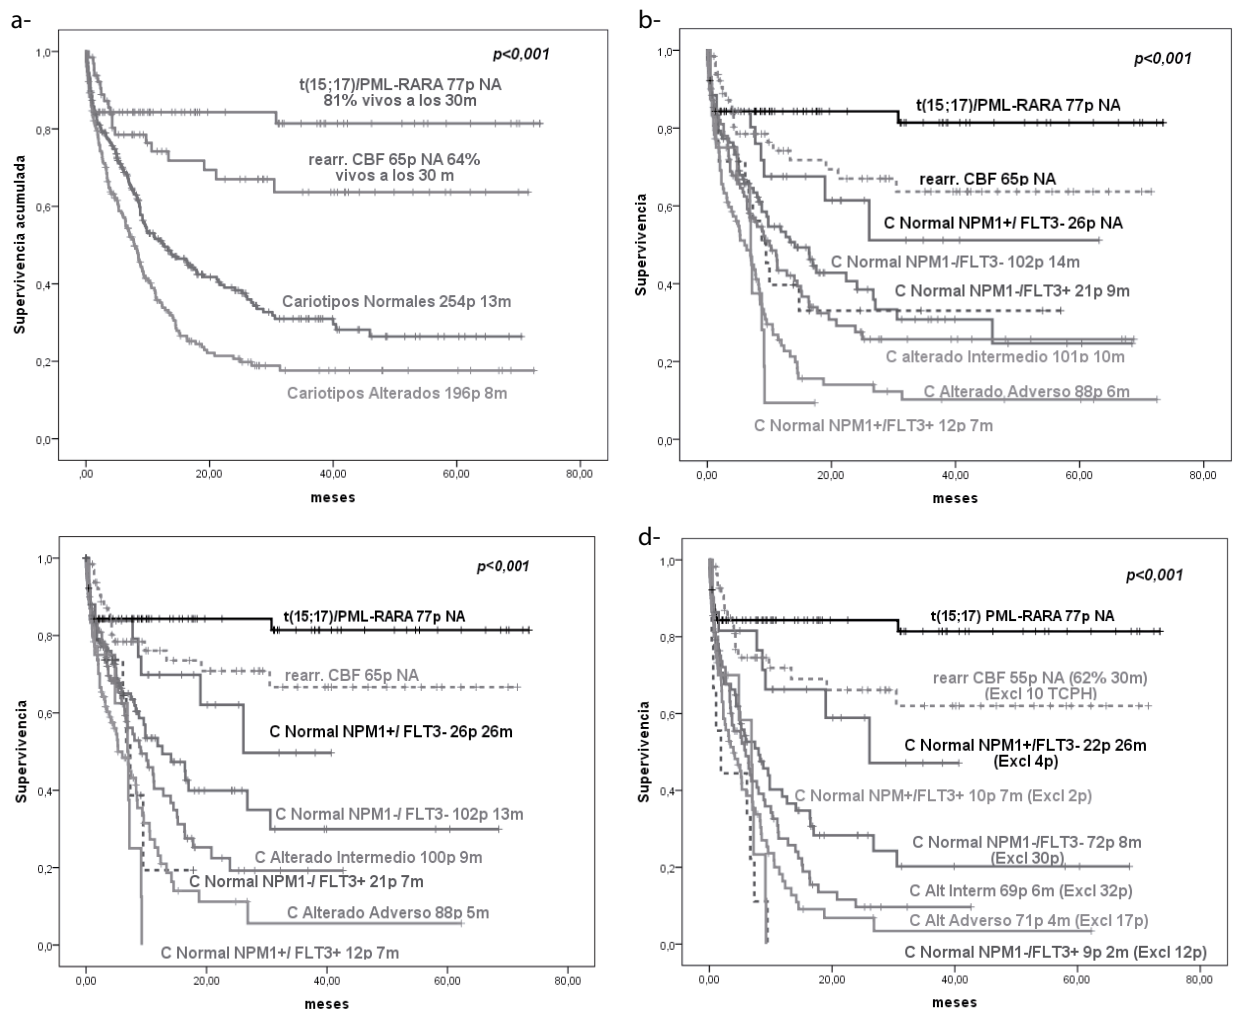 a-
p<0,001
t(15;17)/PML-RARA 77p NA
81% vivos a los 30m
rearr. CBF 65p NA 64%
vivos a los 30 m
Cariotipos Normales 254p 13m
Cariotipos Alterados 196p 8m
Supervivencia acumulada
1,0
0,8
0,6
0,4
0,2
0,0
,00
20,00
40,00
60,00
80,00
meses
b-
p<0,001
t(15;17)/PML-RARA 77p NA
rearr. CBF 65p NA
C Normal NPM1+/ FLT3- 26p NA
C Normal NPM1-/FLT3- 102p 14m
C Normal NPM1-/FLT3+ 21p 9m
C alterado Intermedio 101p 10m
C Alterado Adverso 88p 6m
C Normal NPM1+/FLT3+ 12p 7m
Supervivencia
1,0
0,8
0,6
0,4
0,2
0,0
0,00
20,00
40,00
60,00
80,00
meses
p<0,001
t(15;17)/PML-RARA 77p NA
rearr. CBF 65p NA
C Normal NPM1+/ FLT3- 26p 26m
C Normal NPM1-/ FLT3- 102p 13m
C Alterado Intermedio 100p 9m
C Normal NPM1-/ FLT3+ 21p 7m
C Alterado Adverso 88p 5m
C Normal NPM1+/ FLT3+ 12p 7m
Supervivencia
1,0
0,8
0,6
0,4
0,2
0,0
0,00
20,00
40,00
60,00
80,00
meses
d-
p<0,001
t(15;17) PML-RARA 77p NA
rearr CBF 55p NA (62% 30m)
(Excl 10 TCPH)
C Normal NPM1+/FLT3- 22p 26m
(Excl 4p)
C Normal NPM+/FLT3+ 10p 7m (Excl 2p)
C Normal NPM1-/FLT3- 72p 8m
(Excl 30p)
C Alt Interm 69p 6m (Excl 32p)
C Alt Adverso 71p 4m (Excl 17p)
C Normal NPM1-/FLT3+ 9p 2m (Excl 12p)
Supervivencia
1,0
0,8
0,6
0,4
0,2
0,0
0,00
20,00
40,00
60,00
80,00
meses